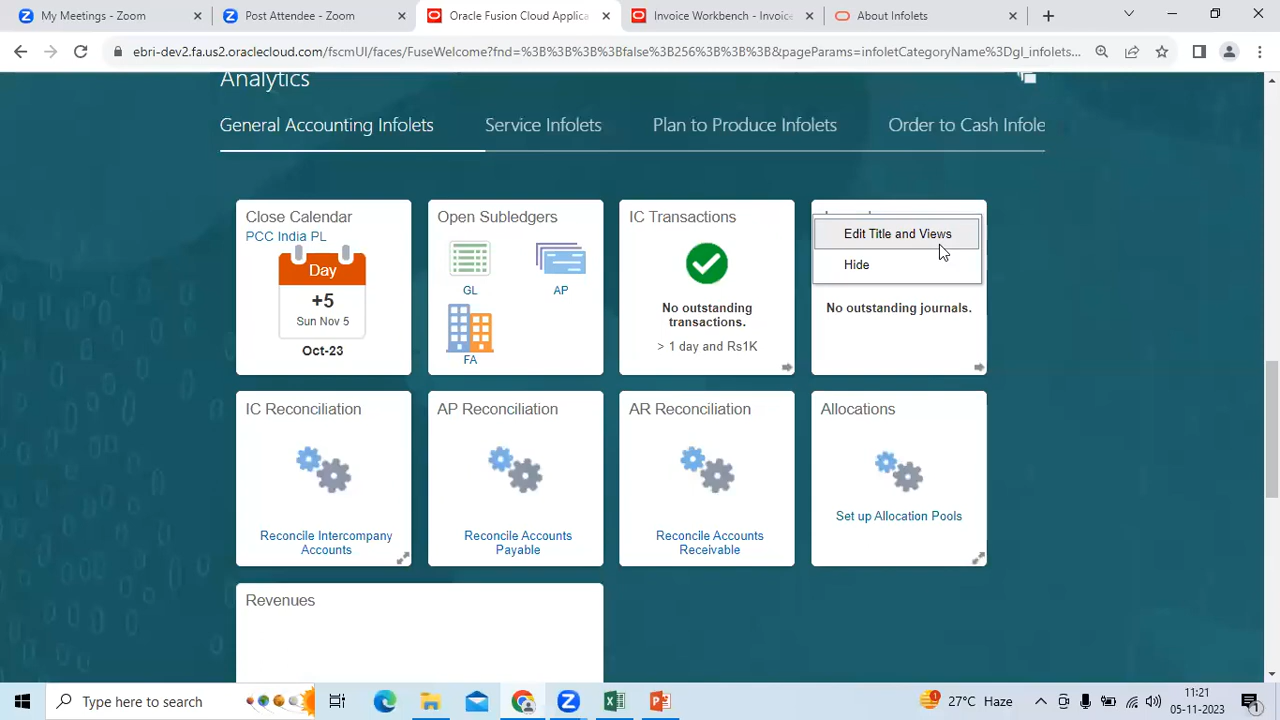 My Meetings - Zoom
Post Attendee - Zoom
Oracle Fusion Cloud Applica
Invoice Workbench - Invoice
About Infolets
ebri-dev2.fa.us2.oraclecloud.com/fscmUI/faces/FuseWelcome?fnd=%3B%3B%3B%3Bfalse%3B256%3B%3B%3B&pageParams=infoletCategoryName%3Dgl_infolets...
Analytics
General Accounting Infolets
Service Infolets
Plan to Produce Infolets
Order to Cash Infole
Close Calendar
PCC India PL
Day
+5
Sun Nov 5
Oct-23
Open Subledgers
GL
AP
FA
IC Transactions
No outstanding
transactions.
> 1 day and Rs1K
Edit Title and Views
Hide
No outstanding journals.
IC Reconciliation
Reconcile Intercompany
Accounts
AP Reconciliation
Reconcile Accounts
Payable
AR Reconciliation
Reconcile Accounts
Receivable
Allocations
Set up Allocation Pools
Revenues
Type here to search
27°C Haze
11:21
05-11-2023